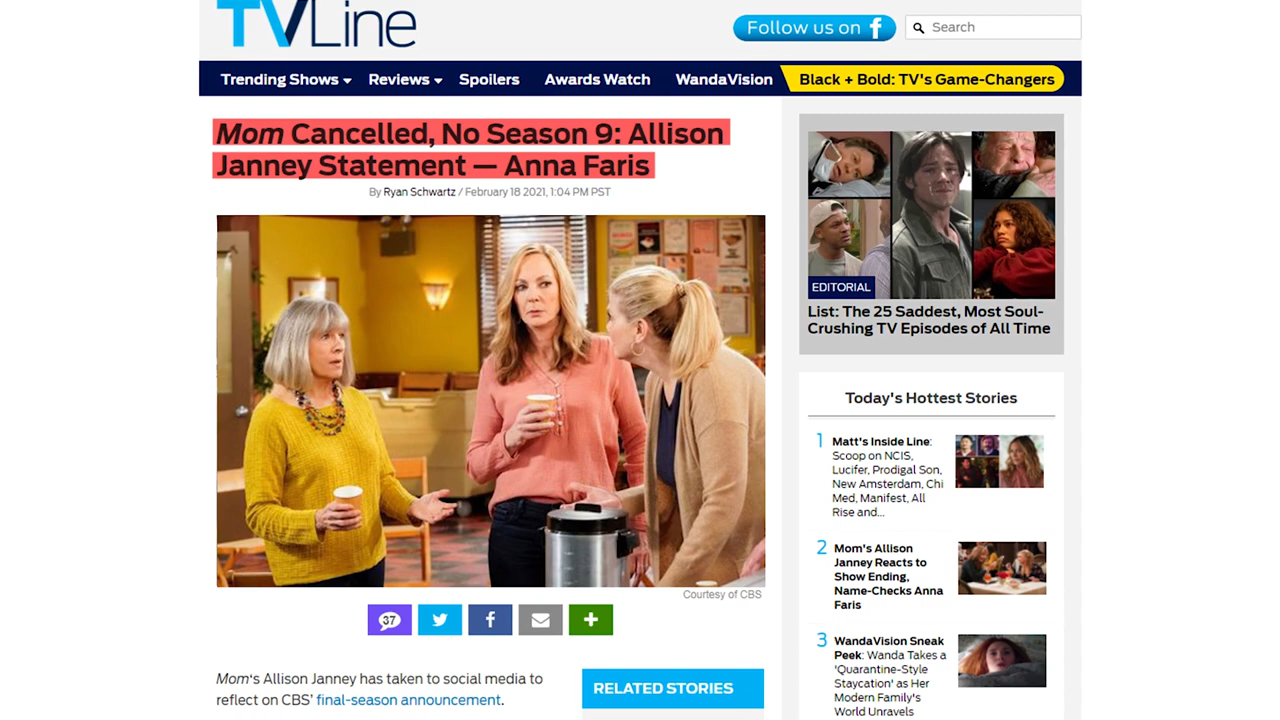 TVLine
Follow us on f
Search
Trending Shows Reviews Spoilers Awards Watch WandaVision Black + Bold: TV's Game-Changers
Mom Cancelled, No Season 9: Allison
Janney Statement — Anna Faris
By Ryan Schwartz / February 18 2021, 1:04 PM PST
Courtesy of CBS
37
Mom's Allison Janney has taken to social media to
reflect on CBS' final-season announcement.
RELATED STORIES
EDITORIAL
List: The 25 Saddest, Most Soul-
Crushing TV Episodes of All Time
Today's Hottest Stories
1 Matt's Inside Line:
Scoop on NCIS,
Lucifer, Prodigal Son,
New Amsterdam, Chi
Med, Manifest, All
Rise and...
2 Mom's Allison
Janney Reacts to
Show Ending,
Name-Checks Anna
Faris
3 WandaVision Sneak
Peek: Wanda Takes a
'Quarantine-Style
Staycation' as Her
Modern Family's
World Unravels